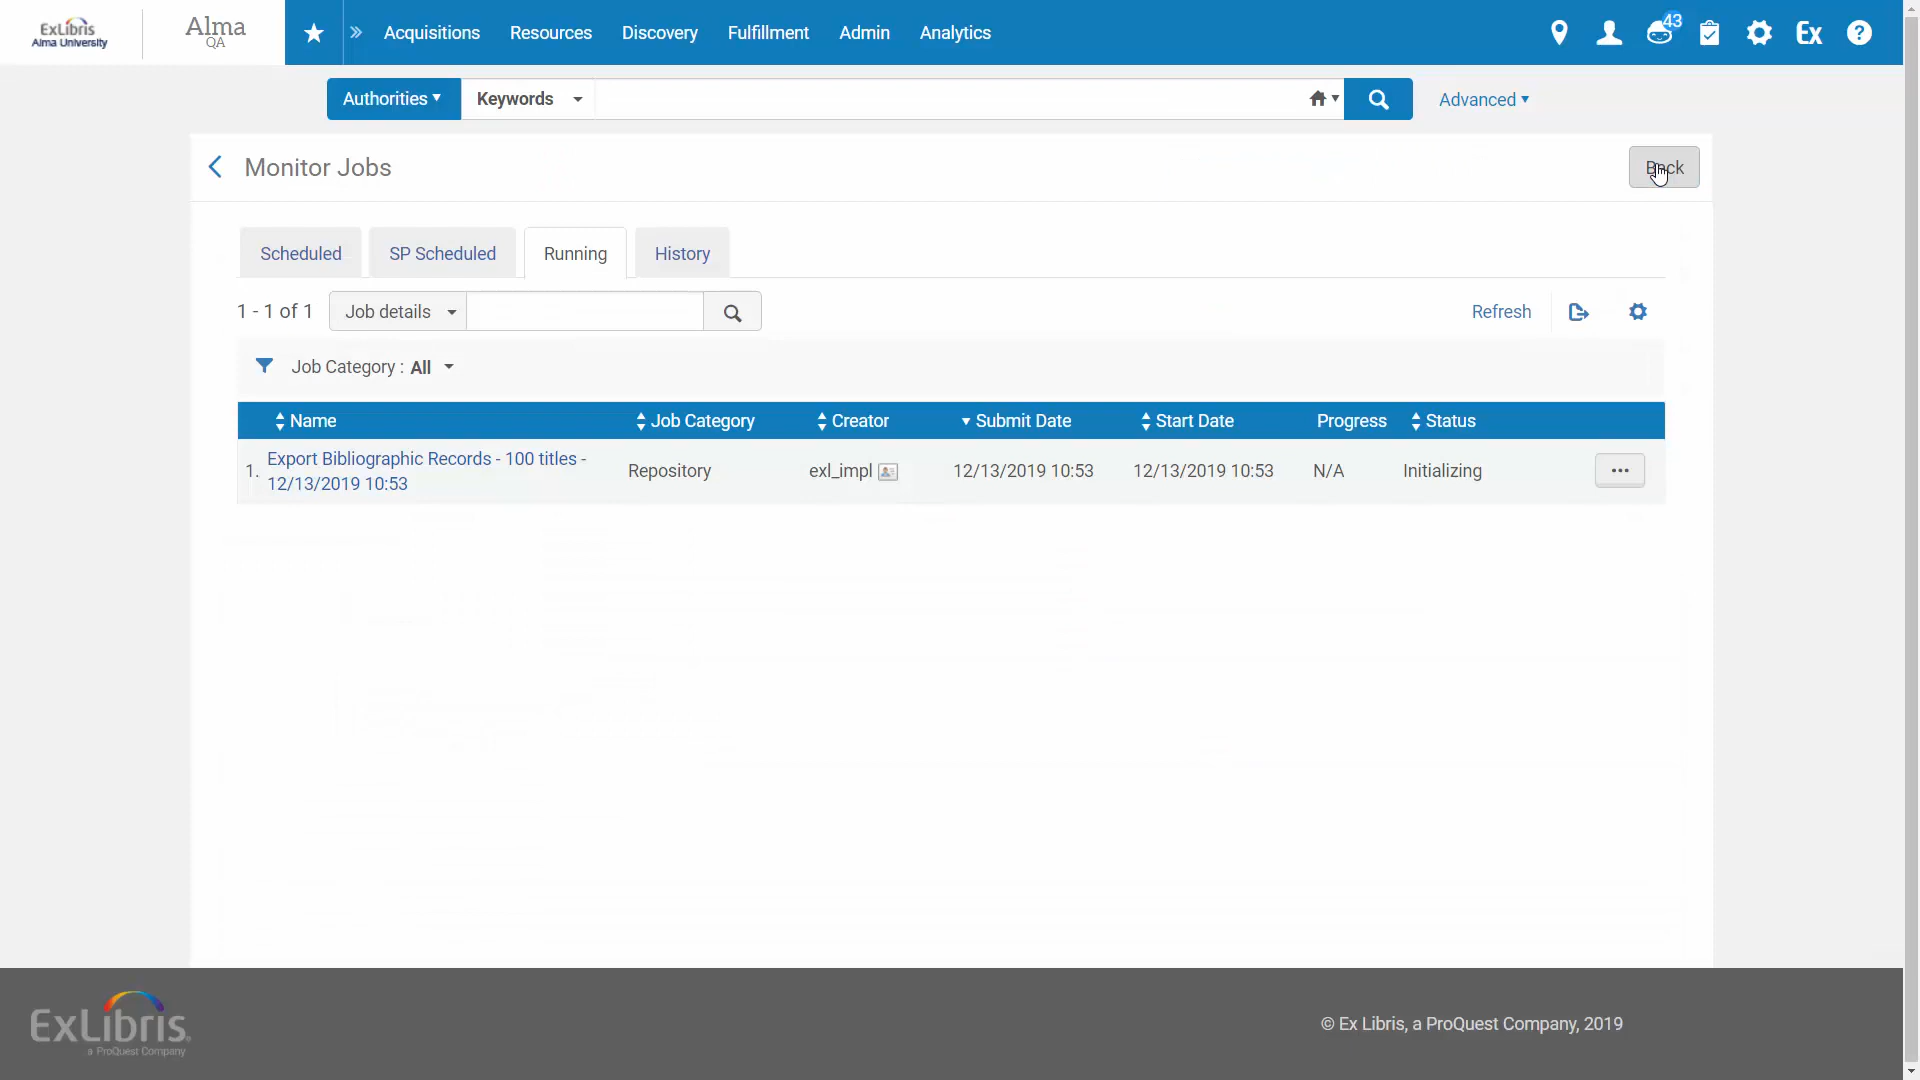 ExLibris
Alma University
Alma
QA
Acquisitions
Resources
Discovery
Fulfillment
Admin
Analytics
43
Ex
?
Authorities
Keywords
Advanced
Monitor Jobs
Back
Scheduled
SP Scheduled
Running
History
1 - 1 of 1
Job details
Refresh
Job Category : All
Name
Job Category
Creator
Submit Date
Start Date
Progress
Status
1. Export Bibliographic Records - 100 titles -
12/13/2019 10:53
Repository
exl_impl
12/13/2019 10:53
12/13/2019 10:53
N/A
Initializing
ExLibris
a ProQuest Company
© Ex Libris, a ProQuest Company, 2019